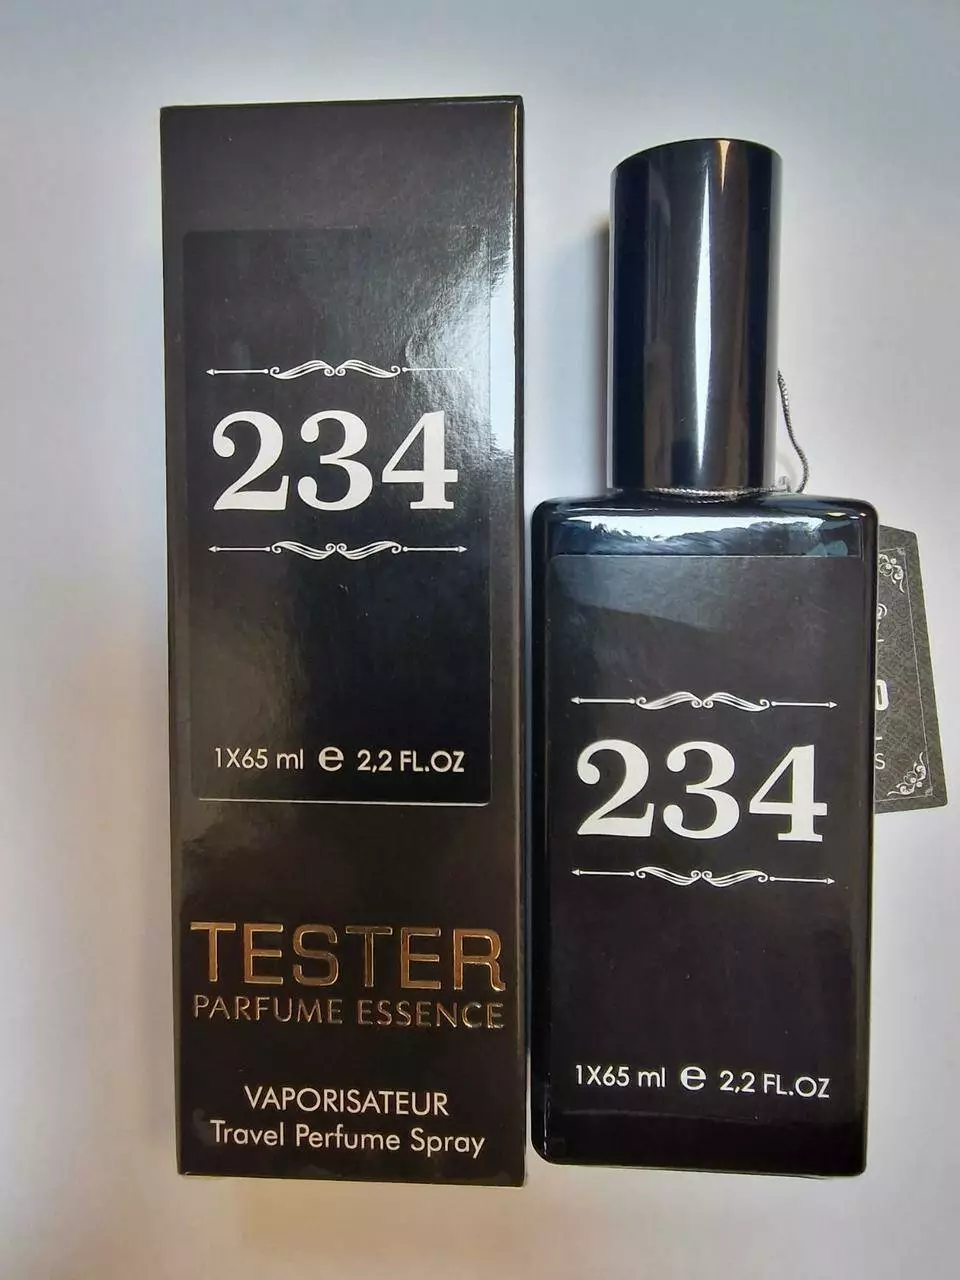 234
1X65 ml e 2,2 FL.OZ
TESTER
PARFUME ESSENCE
VAPORISATEUR
Travel Perfume Spray
234
1X65 ml e 2,2 FL.OZ